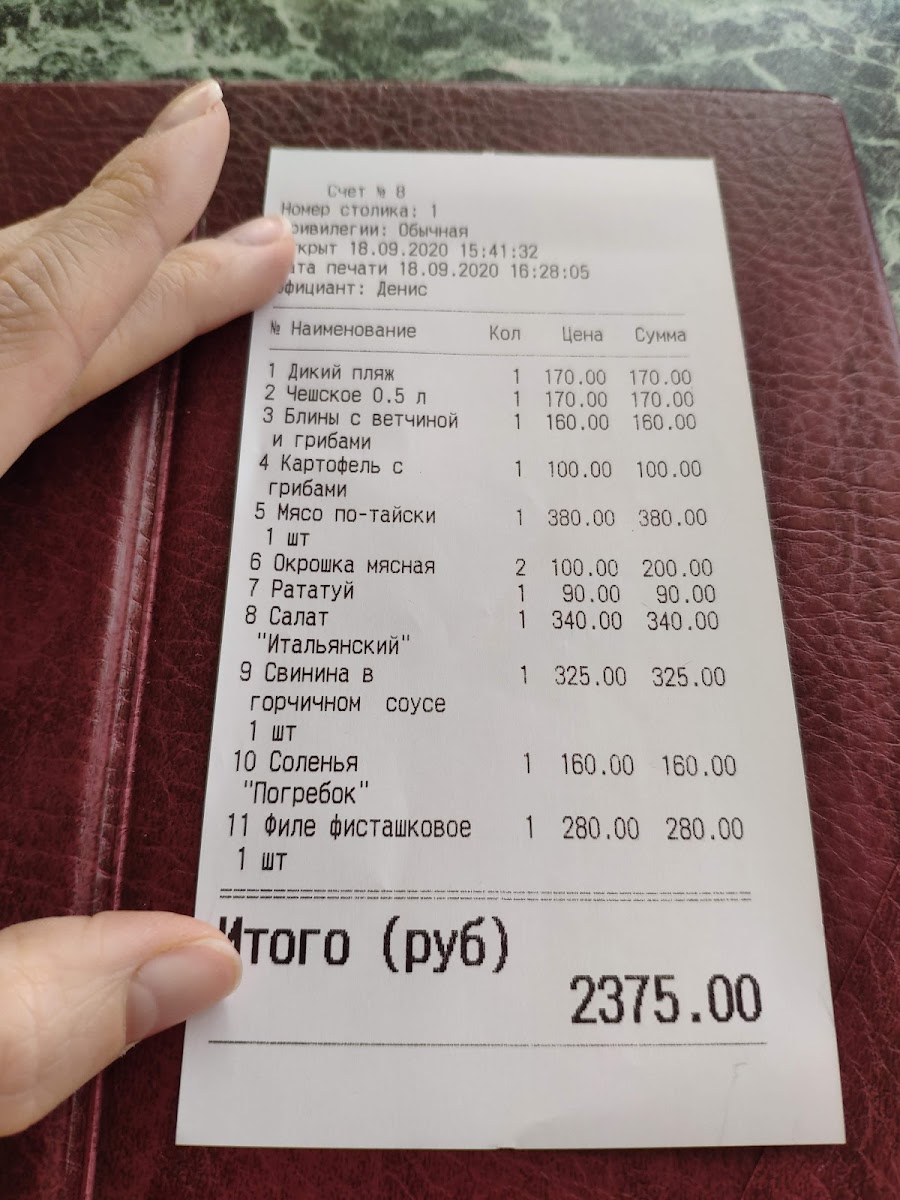 Счет № 8
Номер столика: 1
ривилегии: Обычная
крыт 18.09.2020 15:41:32
ата печати 18.09.2020 16:28:05
фициант: Денис
№ Наименование Кол Цена Сумма
1 Дикий пляж 1 170.00 170.00
2 Чешское 0.5 л 1 170.00 170.00
3 Блины с ветчиной 1 160.00 160.00
и грибами
4 Картофель с 1 100.00 100.00
грибами
5 Мясо по-тайски 1 380.00 380.00
1 шт
6 Окрошка мясная 2 100.00 200.00
7 Рататуй 1 90.00 90.00
8 Салат 1 340.00 340.00
"Итальянский"
9 Свинина в 1 325.00 325.00
горчичном соусе
1 шт
10 Соленья 1 160.00 160.00
"Погребок"
11 Филе фисташковое 1 280.00 280.00
1 шт
Итого (руб)
2375.00